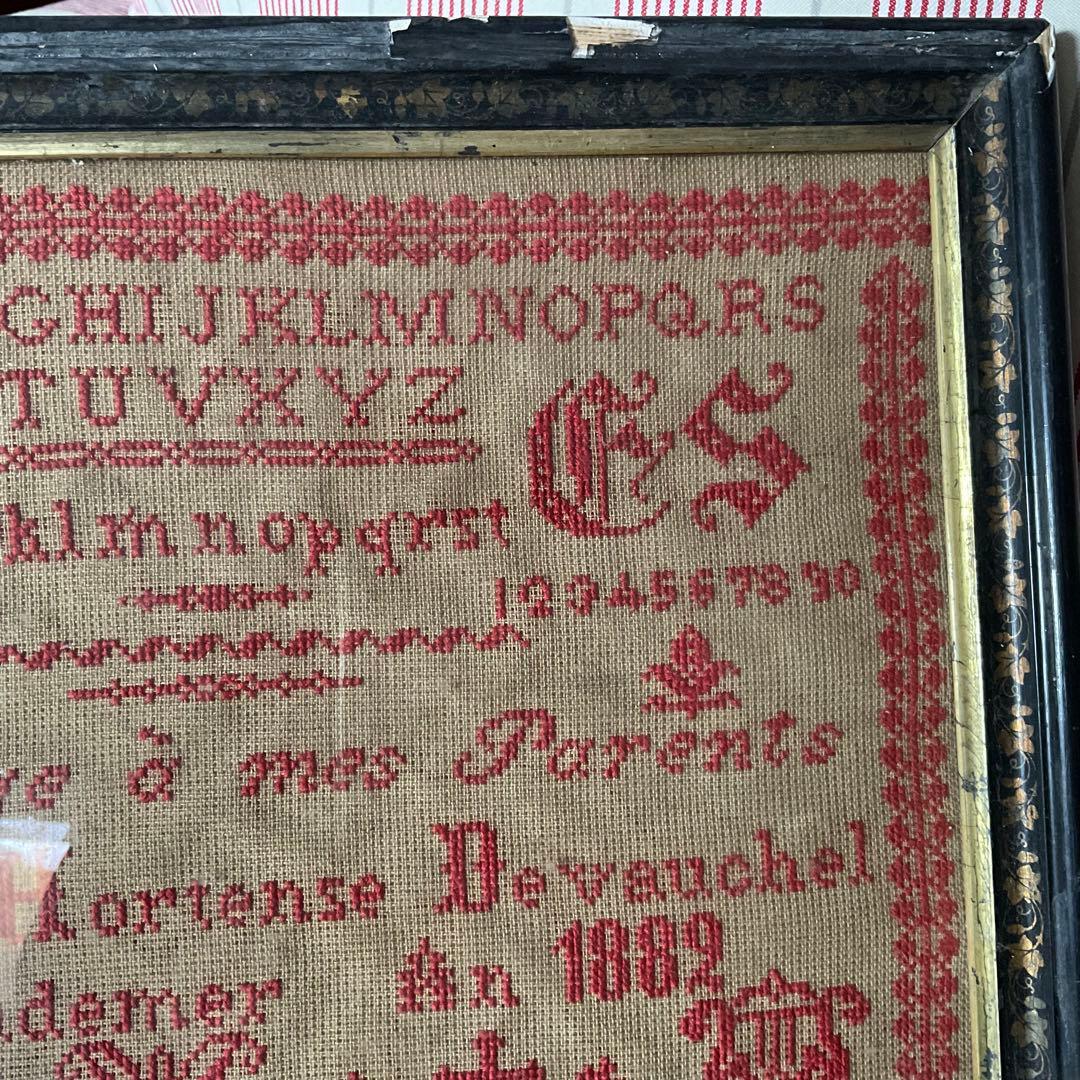 GHIJKLMNOPQRS
TUVXYZ
ES
klmnopqrst
1234567890
à mes Parents
Hortense Devauchel
An 1882